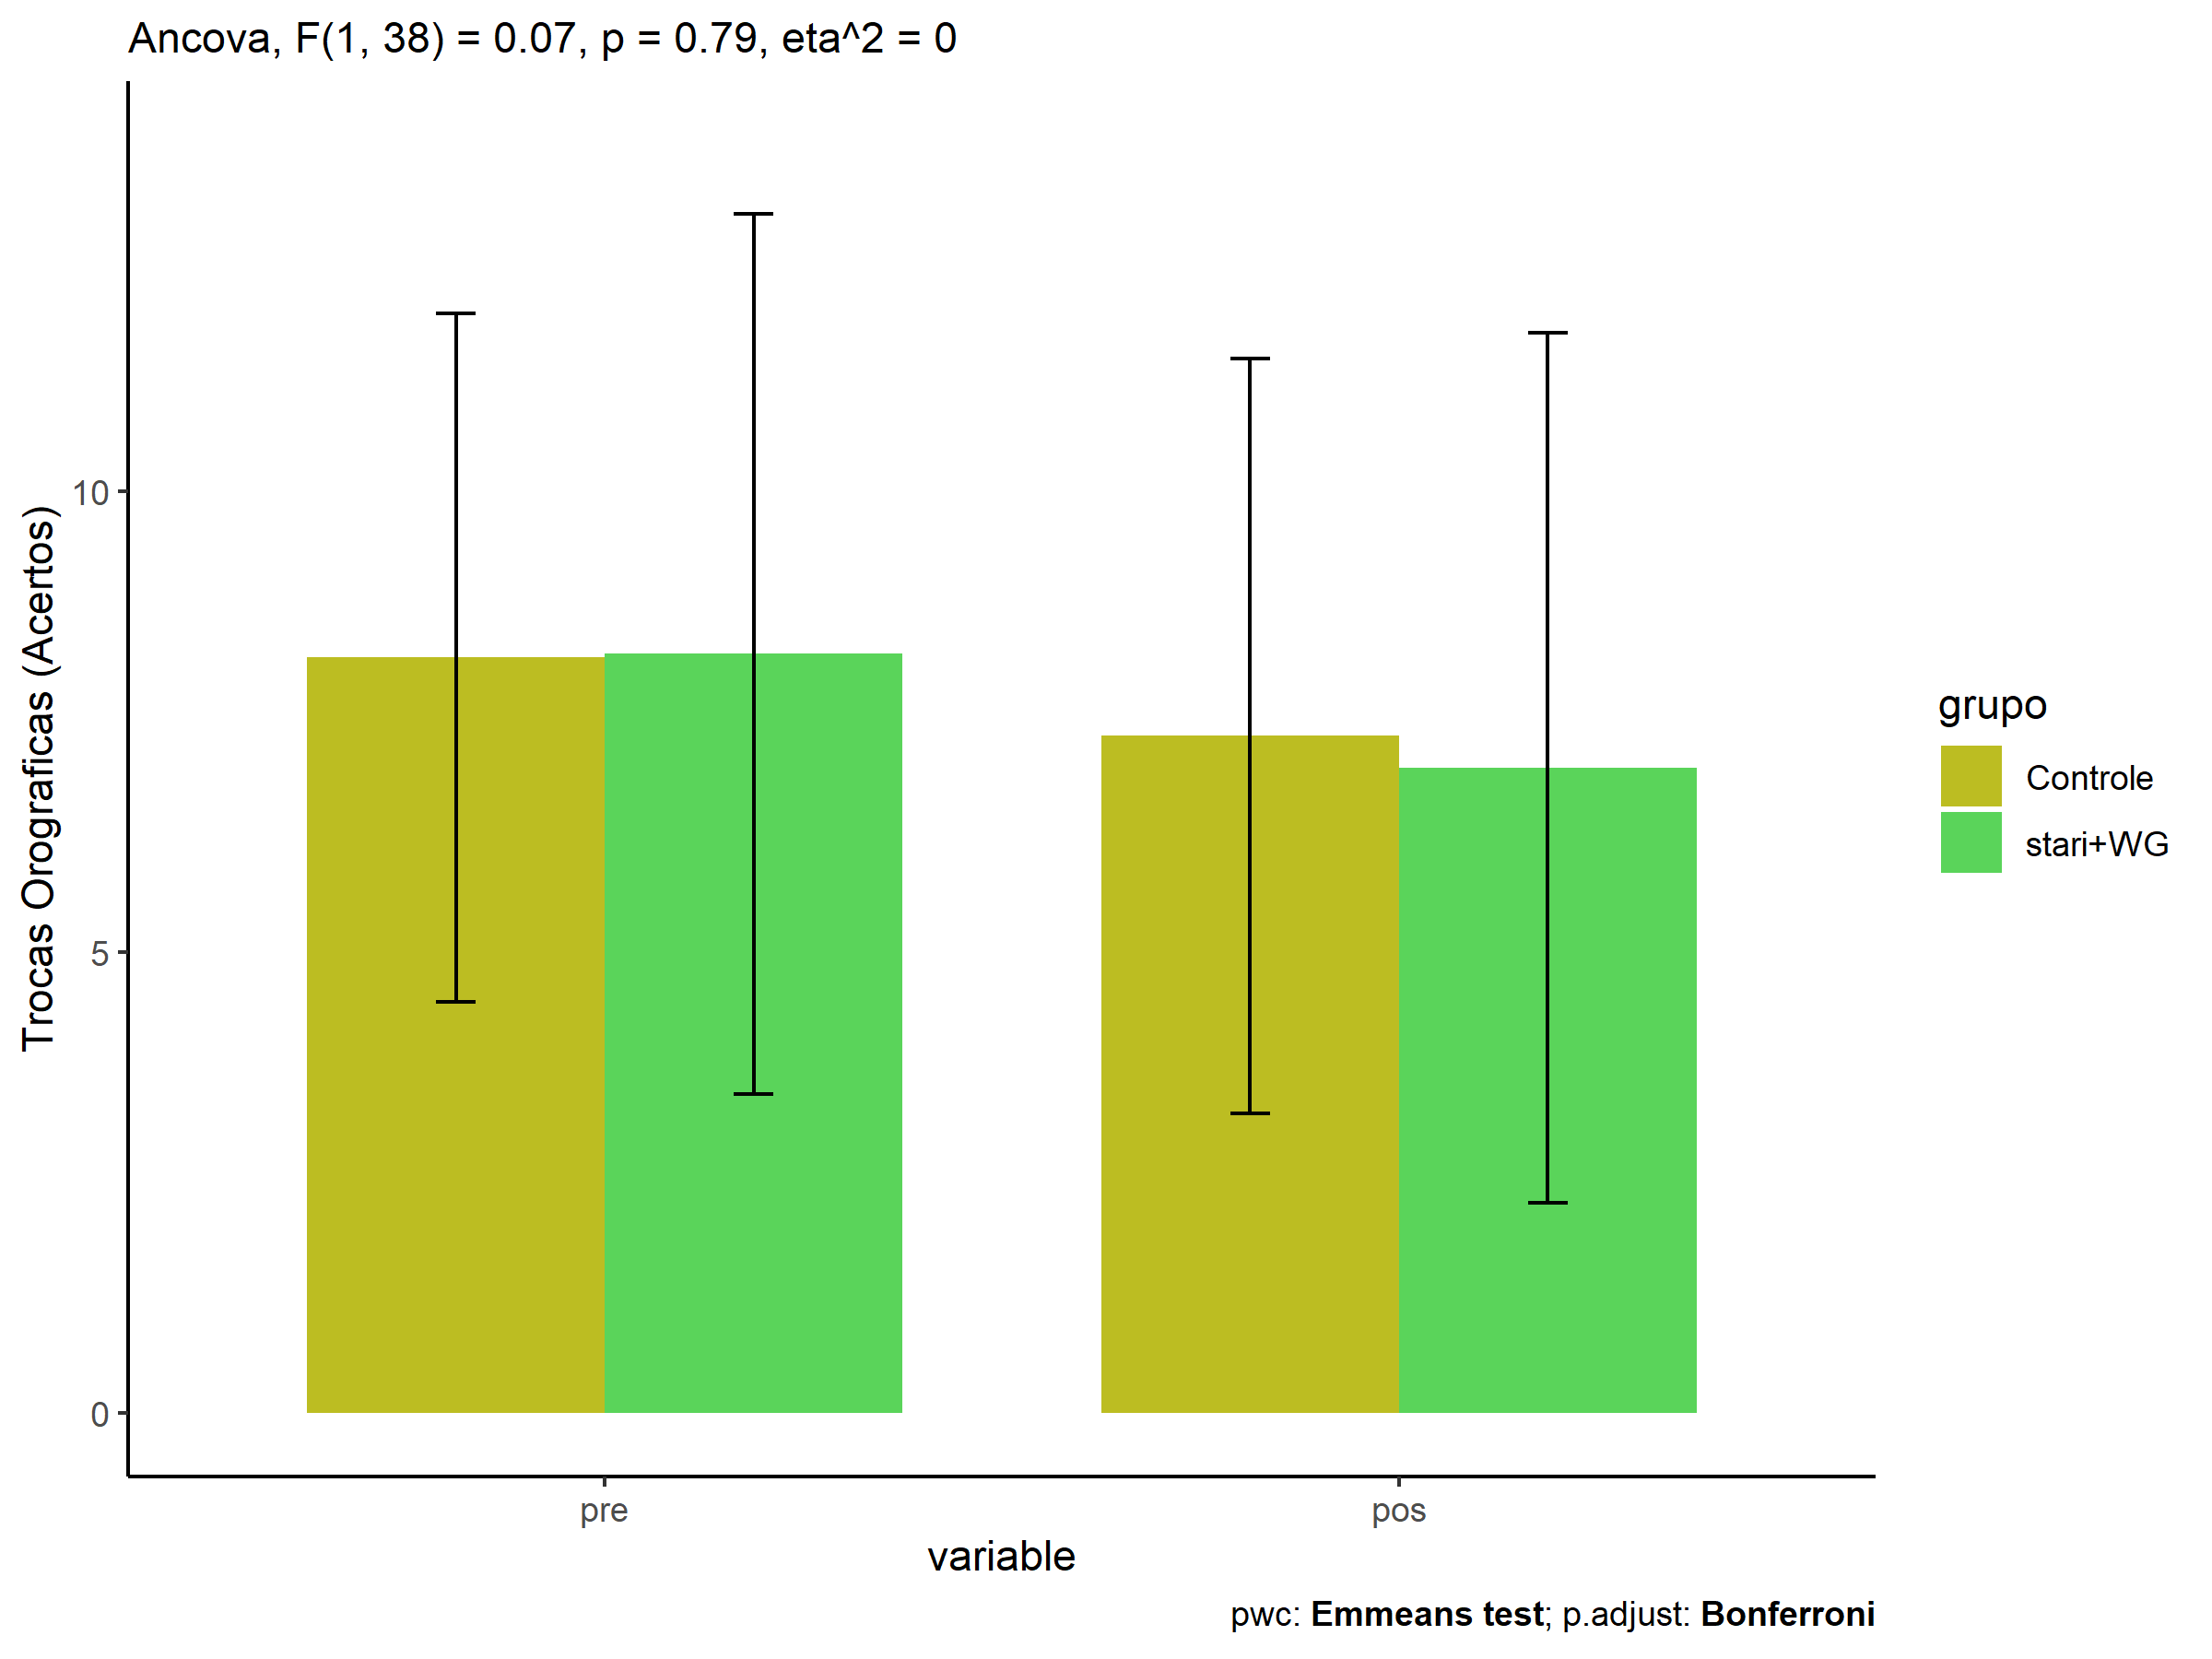 Ancova, F(1, 38) = 0.07, p = 0.79, eta^2 = 0
Trocas Orograficas (Acertos)
10
5
0
pre
pos
variable
grupo
Controle
stari+WG
pwc: Emmeans test; p.adjust: Bonferroni